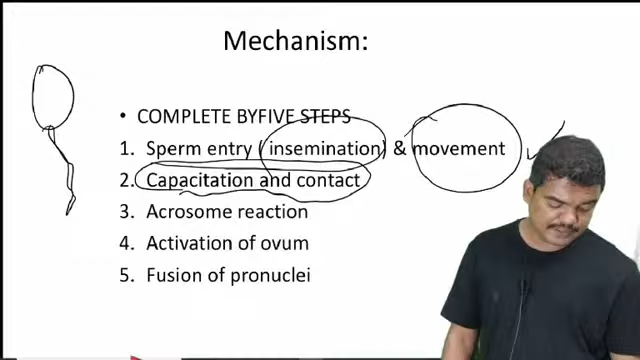 Mechanism:
• COMPLETE BYFIVE STEPS
1. Sperm entry ( insemination) & movement
2. Capacitation and contact
3. Acrosome reaction
4. Activation of ovum
5. Fusion of pronuclei